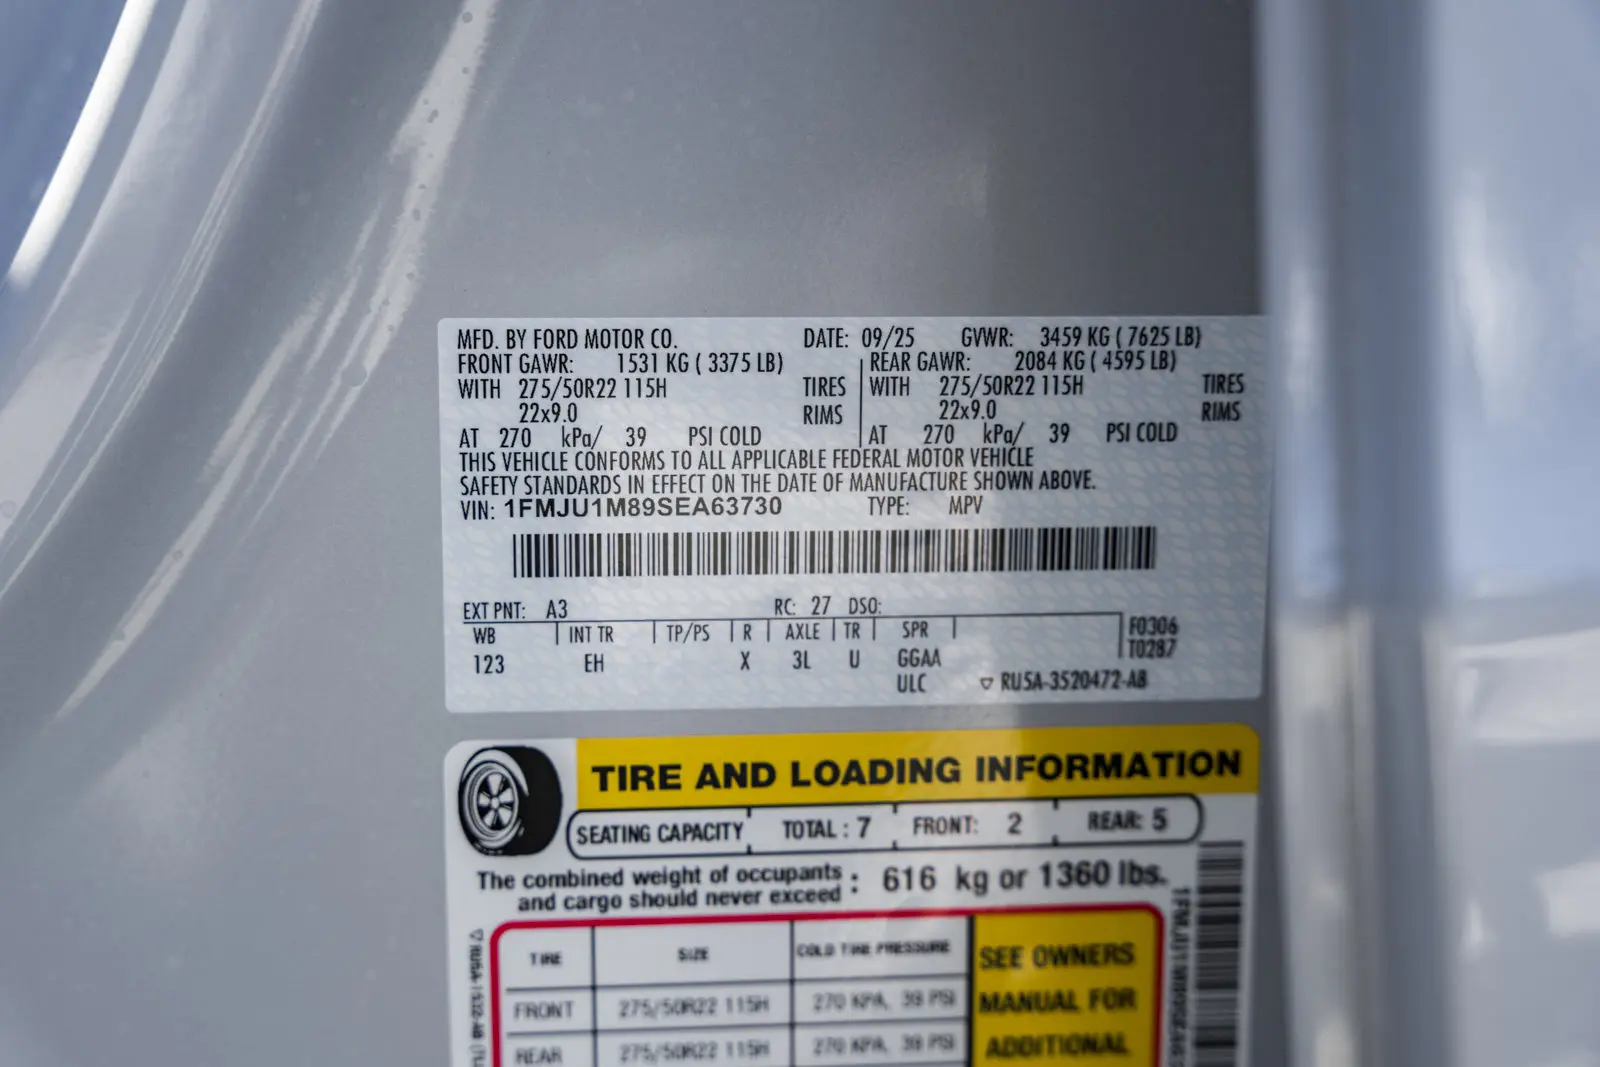 MFD. BY FORD MOTOR CO. DATE: 09/25 GVWR: 3459 KG ( 7625 LB)
FRONT GAWR: 1531 KG ( 3375 LB) REAR GAWR: 2084 KG ( 4595 LB)
WITH 275/50R22 115H TIRES WITH 275/50R22 115H TIRES
22x9.0 RIMS 22x9.0 RIMS
AT 270 kPa/ 39 PSI COLD AT 270 kPa/ 39 PSI COLD
THIS VEHICLE CONFORMS TO ALL APPLICABLE FEDERAL MOTOR VEHICLE
SAFETY STANDARDS IN EFFECT ON THE DATE OF MANUFACTURE SHOWN ABOVE.
VIN: 1FMJU1M89SEA63730 TYPE: MPV
EXT PNT: A3 RC: 27 DSO:
WB INT TR TP/PS R AXLE TR SPR F0306
T0287
123 EH X 3L U GGAA
ULC RU5A-3520472-AB
TIRE AND LOADING INFORMATION
SEATING CAPACITY TOTAL : 7 FRONT: 2 REAR: 5
The combined weight of occupants
and cargo should never exceed : 616 kg or 1360 lbs.
TIRE SIZE COLD TIRE PRESSURE SEE OWNERS
FRONT 275/50R22 115H 270 KPA, 39 PSI MANUAL FOR
REAR 275/50R22 115H 270 KPA, 39 PSI ADDITIONAL